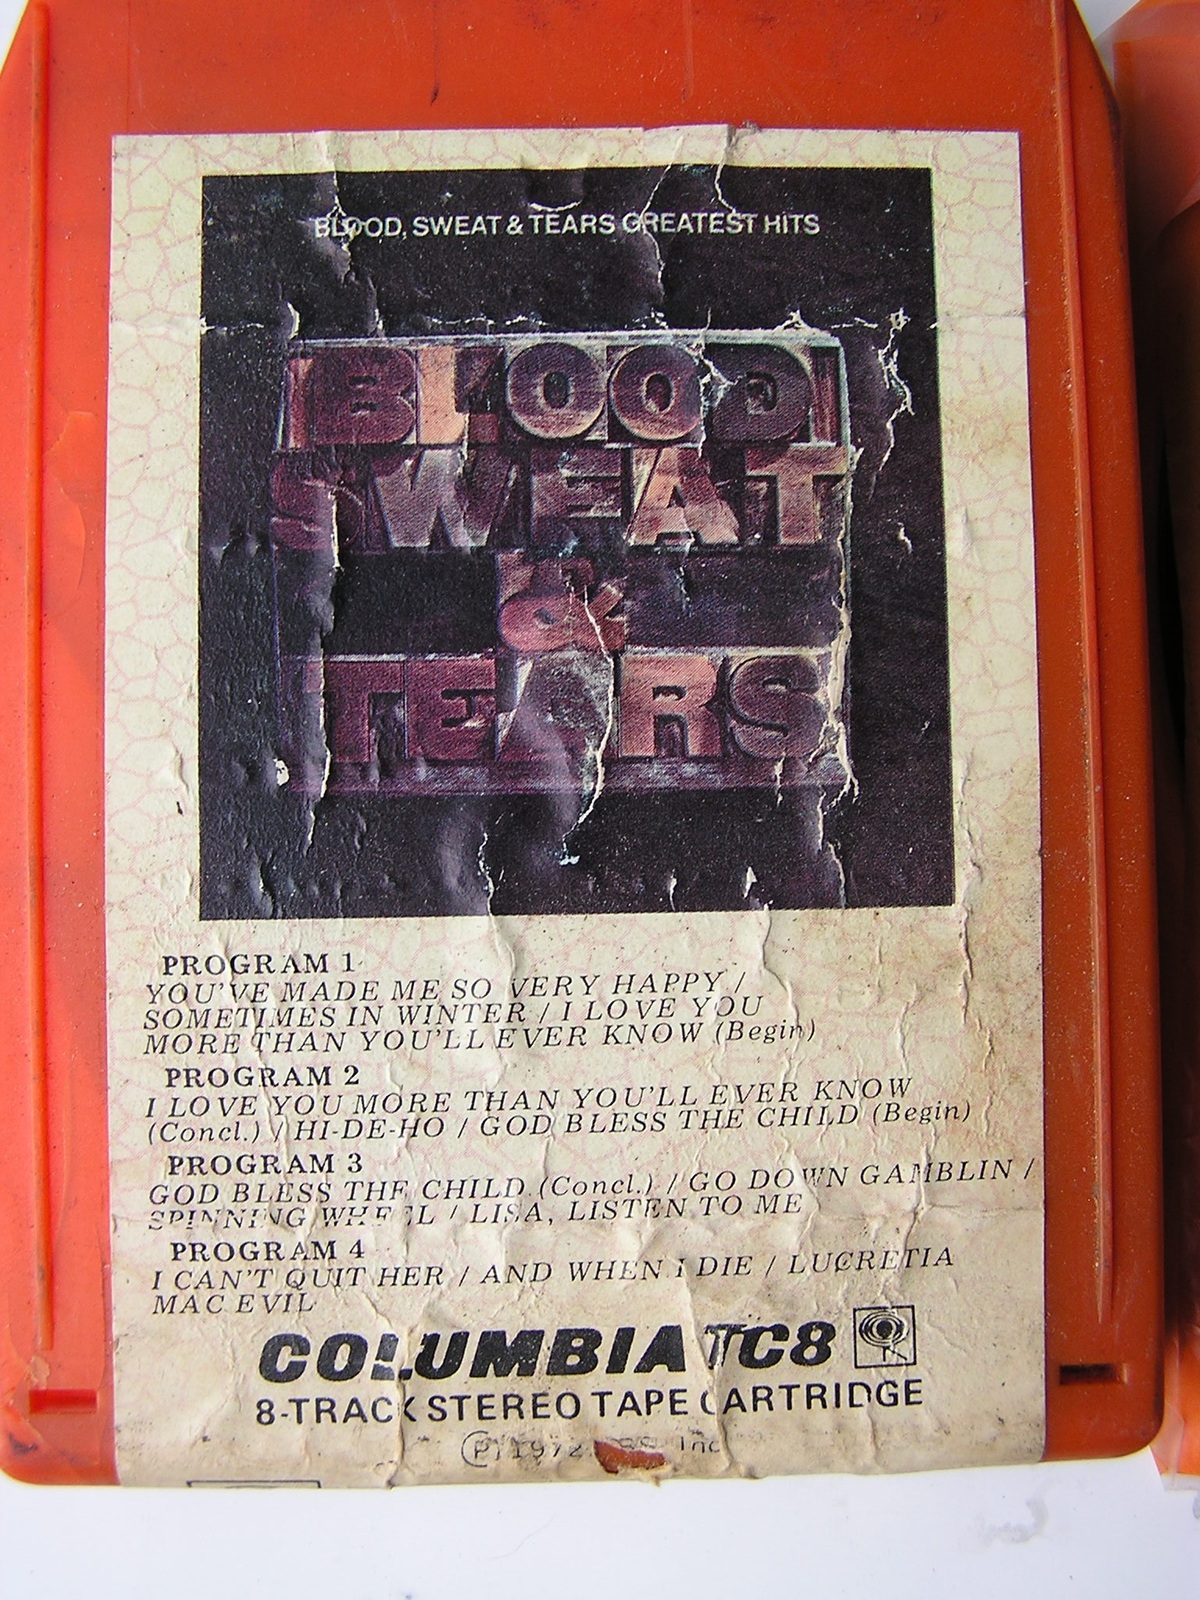 BLOOD, SWEAT & TEARS GREATEST HITS
BLOOD
SWEAT
&
TEARS
PROGRAM 1
YOU'VE MADE ME SO VERY HAPPY /
SOMETIMES IN WINTER / I LOVE YOU
MORE THAN YOU'LL EVER KNOW (Begin)
PROGRAM 2
I LOVE YOU MORE THAN YOU'LL EVER KNOW
(Concl.) / HI-DE-HO / GOD BLESS THE CHILD (Begin)
PROGRAM 3
GOD BLESS THE CHILD (Concl.) / GO DOWN GAMBLIN /
SPINNING WHEEL / LISA, LISTEN TO ME
PROGRAM 4
I CAN'T QUIT HER / AND WHEN I DIE / LUCRETIA
MAC EVIL
COLUMBIA TC8
8-TRACK STEREO TAPE CARTRIDGE
Ⓟ 1972 Inc